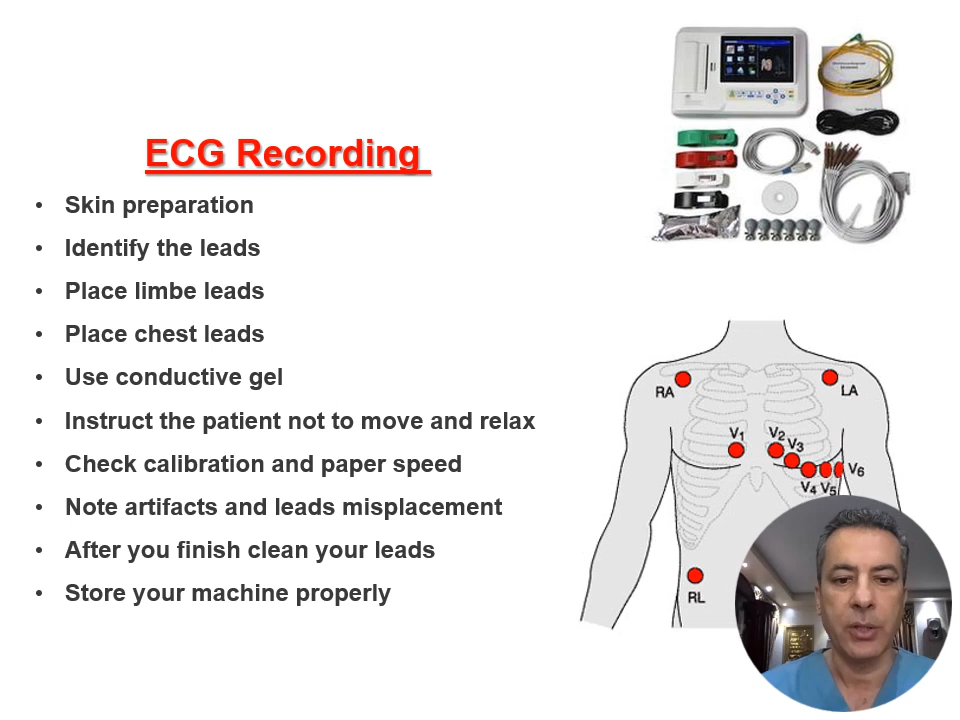 ECG Recording
• Skin preparation
• Identify the leads
• Place limbe leads
• Place chest leads
• Use conductive gel
• Instruct the patient not to move and relax
• Check calibration and paper speed
• Note artifacts and leads misplacement
• After you finish clean your leads
• Store your machine properly
RA
LA
V1
V2
V3
V4
V5
V6
RL